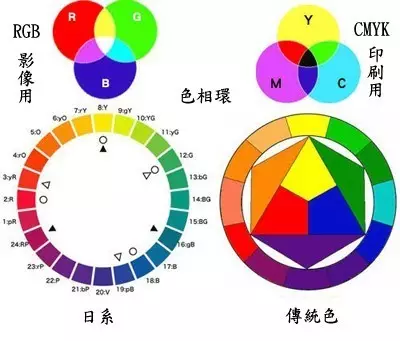 RGB
影像用
R
G
B
CMYK
印刷用
Y
M
C
色相環
8:Y
7:rY
9:gY
6:yO
10:YG
5:O
11:yG
4:rO
12:G
3:yR
13:bG
2:R
14:BG
1:pR
15:BG
24:RP
16:gB
23:rP
17:B
22:P
18:B
21:bP
19:pB
20:V
日系
傳統色